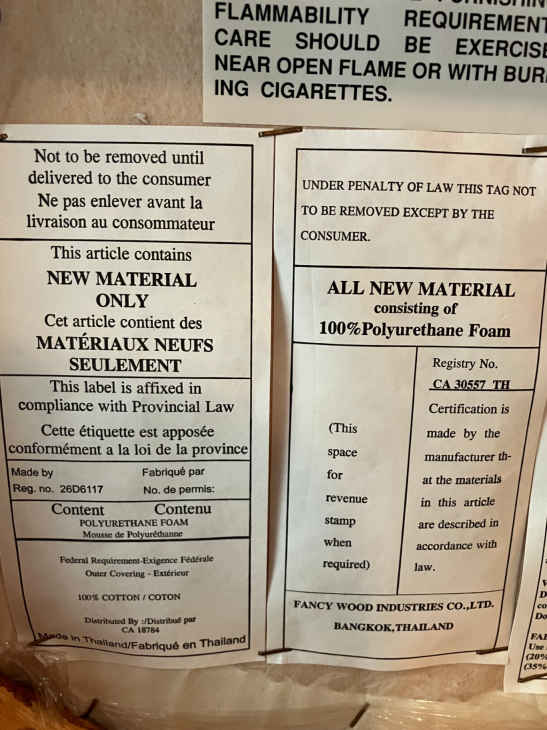 FLAMMABILITY REQUIREMENT
CARE SHOULD BE EXERCISE
NEAR OPEN FLAME OR WITH BUR
ING CIGARETTES.
Not to be removed until
delivered to the consumer
Ne pas enlever avant la
livraison au consommateur
This article contains
NEW MATERIAL
ONLY
Cet article contient des
MATÉRIAUX NEUFS
SEULEMENT
This label is affixed in
compliance with Provincial Law
Cette étiquette est apposée
conformément a la loi de la province
Made by Fabriqué par
Reg. no. 26D6117 No. de permis:
Content Contenu
POLYURETHANE FOAM
Mousse de Polyuréthanne
Federal Requirement-Exigence Fédérale
Outer Covering - Extérieur
100% COTTON / COTON
Distributed By :/Distribué par
CA 18784
Made in Thailand/Fabriqué en Thailand
UNDER PENALTY OF LAW THIS TAG NOT
TO BE REMOVED EXCEPT BY THE
CONSUMER.
ALL NEW MATERIAL
consisting of
100%Polyurethane Foam
(This
space
for
revenue
stamp
when
required)
Registry No.
CA 30557 TH
Certification is
made by the
manufacturer th-
at the materials
in this article
are described in
accordance with
law.
FANCY WOOD INDUSTRIES CO.,LTD.
BANGKOK,THAILAND
Use
(20%
(35%